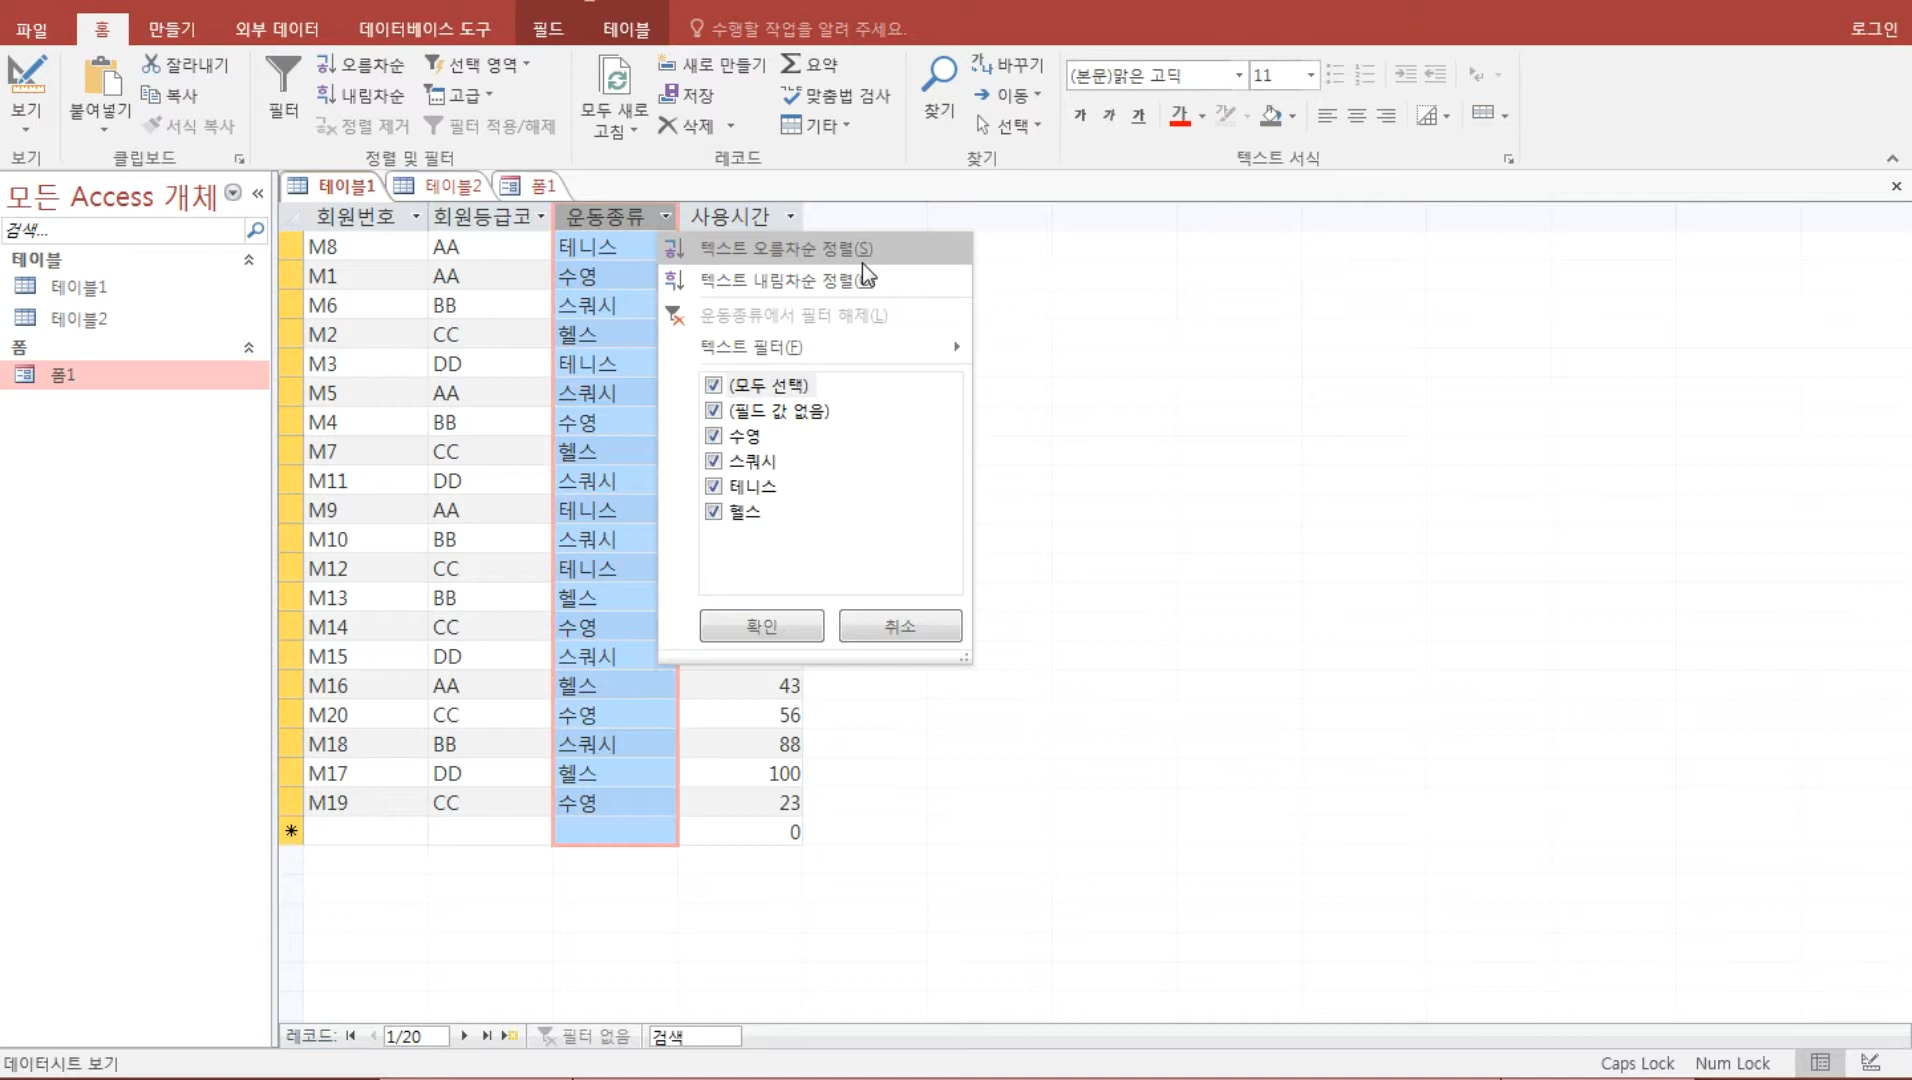 파일 홈 만들기 외부 데이터 데이터베이스 도구 필드 테이블 수행할 작업을 알려 주세요. 로그인
잘라내기 오름차순 선택 영역 새로 만들기 요약 바꾸기 (본문)맑은 고딕 11
보기 붙여넣기 복사 필터 내림차순 고급 모두 새로 고침 저장 맞춤법 검사 찾기 이동
서식 복사 정렬 제거 필터 적용/해제 삭제 기타 선택 가 가 가 가
보기 클립보드 정렬 및 필터 레코드 찾기 텍스트 서식
모든 Access 개체
검색...
테이블
테이블1
테이블2
폼
폼1
테이블1 테이블2 폼1
회원번호 회원등급코 운동종류 사용시간
M8 AA 테니스
M1 AA 수영
M6 BB 스쿼시
M2 CC 헬스
M3 DD 테니스
M5 AA 스쿼시
M4 BB 수영
M7 CC 헬스
M11 DD 스쿼시
M9 AA 테니스
M10 BB 스쿼시
M12 CC 테니스
M13 BB 헬스
M14 CC 수영
M15 DD 스쿼시
M16 AA 헬스 43
M20 CC 수영 56
M18 BB 스쿼시 88
M17 DD 헬스 100
M19 CC 수영 23
0
텍스트 오름차순 정렬(S)
텍스트 내림차순 정렬
운동종류에서 필터 해제(L)
텍스트 필터(F)
(모두 선택)
(필드 값 없음)
수영
스쿼시
테니스
헬스
확인 취소
레코드: 1/20 필터 없음 검색
데이터시트 보기 Caps Lock Num Lock